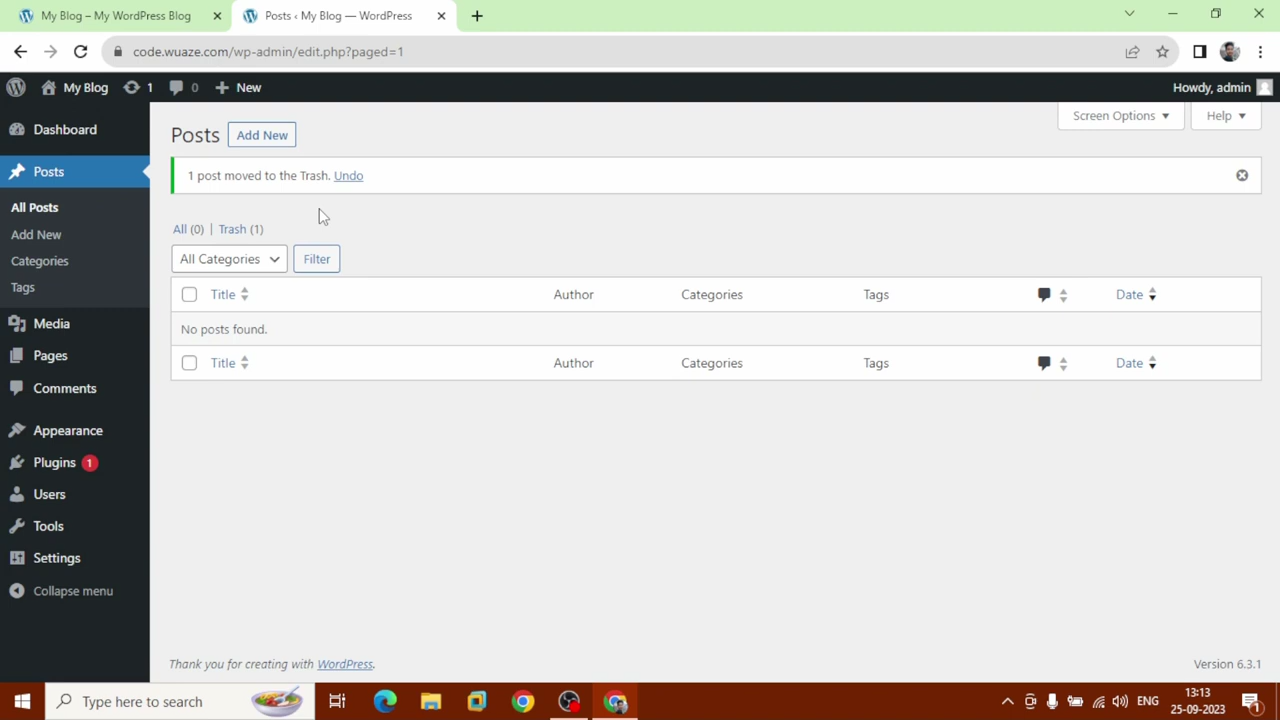 My Blog – My WordPress Blog
Posts ‹ My Blog — WordPress
code.wuaze.com/wp-admin/edit.php?paged=1
My Blog
1
0
New
Howdy, admin
Dashboard
Posts
All Posts
Add New
Categories
Tags
Media
Pages
Comments
Appearance
Plugins 1
Users
Tools
Settings
Collapse menu
Screen Options
Help
Posts
Add New
1 post moved to the Trash. Undo
All (0) | Trash (1)
All Categories
Filter
Title Author Categories Tags Date
No posts found.
Title Author Categories Tags Date
Thank you for creating with WordPress.
Version 6.3.1
Type here to search
ENG
13:13
25-09-2023
1